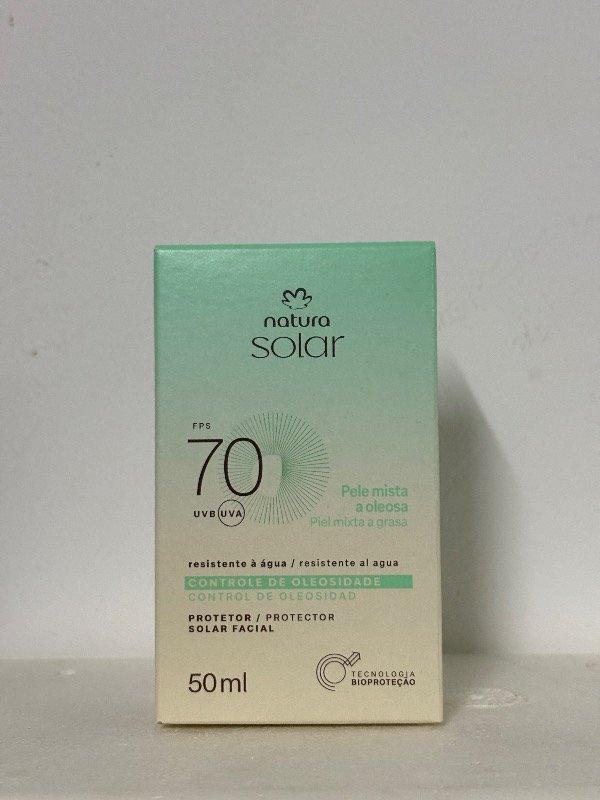 natura
solar
FPS
70
UVB UVA
Pele mista
a oleosa
Piel mixta a grasa
resistente à água / resistente al agua
CONTROLE DE OLEOSIDADE
CONTROL DE OLEOSIDAD
PROTETOR / PROTECTOR
SOLAR FACIAL
50ml
TECNOLOGIA
BIOPROTEÇÃO